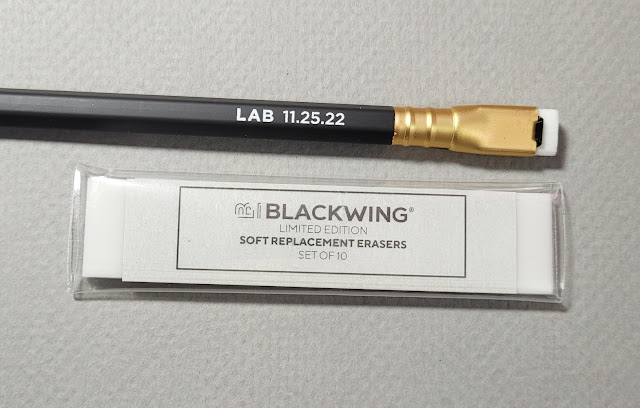 LAB 11.25.22
BLACKWING®
LIMITED EDITION
SOFT REPLACEMENT ERASERS
SET OF 10